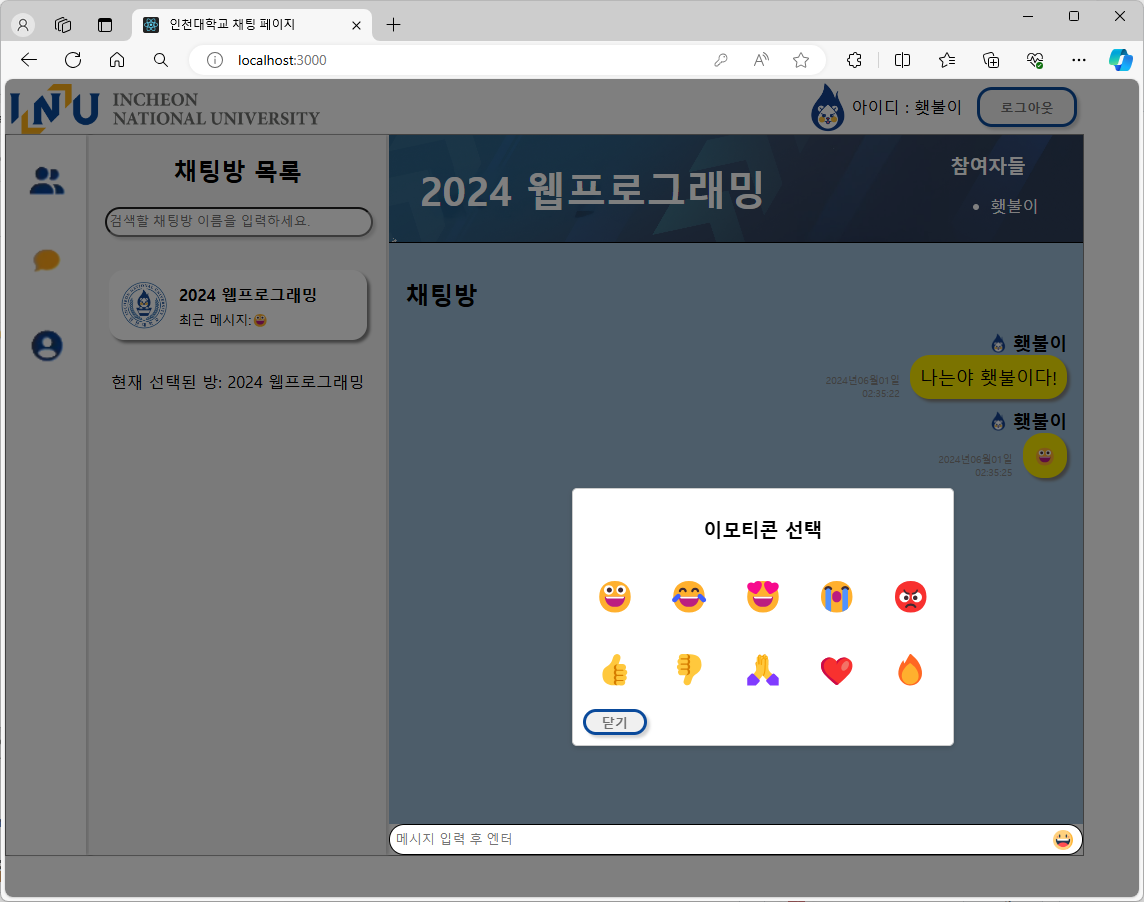 인천대학교 채팅 페이지
localhost:3000
INCHEON
NATIONAL UNIVERSITY
아이디 : 횃불이
로그아웃
채팅방 목록
검색할 채팅방 이름을 입력하세요.
2024 웹프로그래밍
최근 메시지:😀
현재 선택된 방: 2024 웹프로그래밍
2024 웹프로그래밍
참여자들
• 횃불이
채팅방
횃불이
나는야 횃불이다!
2024년06월01일
02:35:22
횃불이
😀
2024년06월01일
02:35:25
이모티콘 선택
😀 😂 😍 😭 😡
👍 👎 🙏 ❤️ 🔥
닫기
메시지 입력 후 엔터